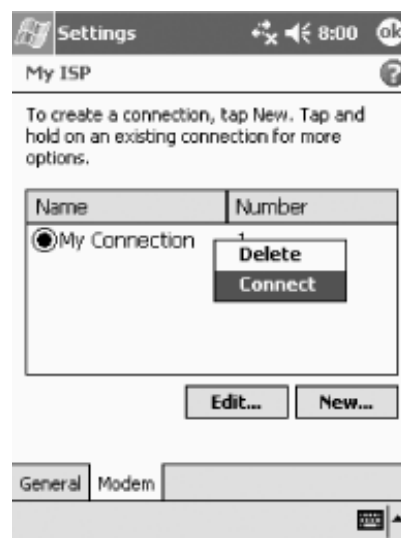 Settings 8:00 ok
My ISP ?
To create a connection, tap New. Tap and
hold on an existing connection for more
options.
Name Number
My Connection
Delete
Connect
Edit... New...
General Modem